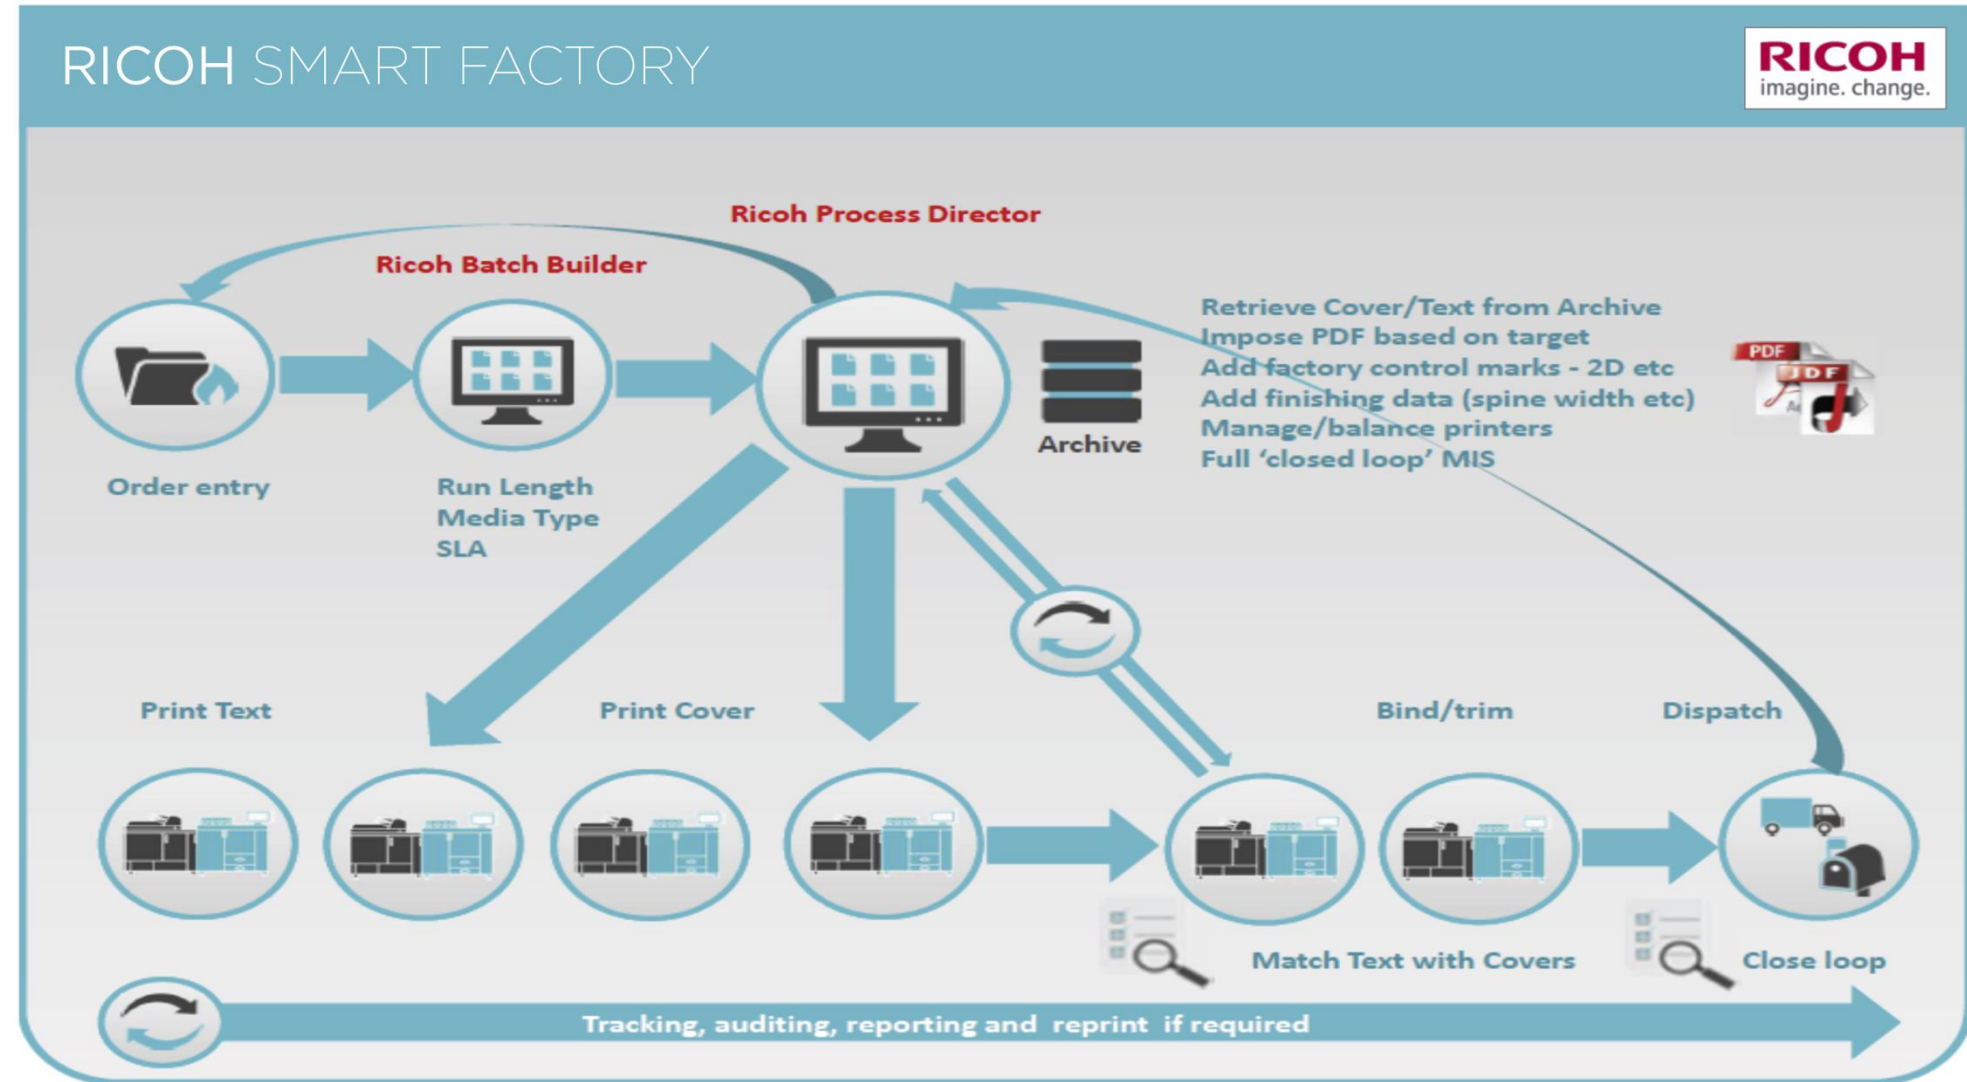 RICOH SMART FACTORY
RICOH
imagine. change.
Ricoh Process Director
Ricoh Batch Builder
Retrieve Cover/Text from Archive
Impose PDF based on target
Add factory control marks - 2D etc
Add finishing data (spine width etc)
Manage/balance printers
Full ‘closed loop’ MIS
PDF
JDF
Archive
Order entry
Run Length
Media Type
SLA
Print Text
Print Cover
Bind/trim
Dispatch
Match Text with Covers
Close loop
Tracking, auditing, reporting and reprint if required